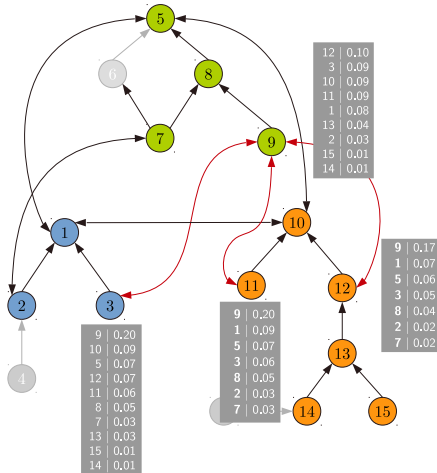 5
6
8
7
9
12 | 0.10
3 | 0.09
10 | 0.09
11 | 0.09
1 | 0.08
13 | 0.04
2 | 0.03
15 | 0.01
14 | 0.01
1
10
2
3
11
12
9 | 0.17
1 | 0.07
5 | 0.06
3 | 0.05
8 | 0.04
2 | 0.02
7 | 0.02
4
13
9 | 0.20
10 | 0.09
5 | 0.07
12 | 0.07
11 | 0.06
8 | 0.05
7 | 0.03
13 | 0.03
15 | 0.01
14 | 0.01
9 | 0.20
1 | 0.09
5 | 0.07
3 | 0.06
8 | 0.05
2 | 0.03
7 | 0.03
14
15